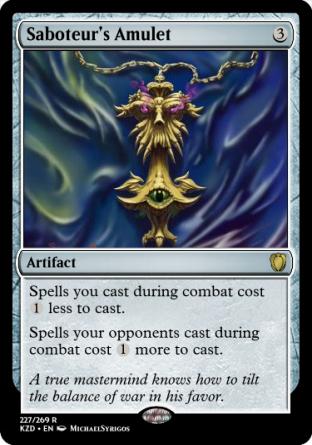 Saboteur's Amulet 3
Artifact
Spells you cast during combat cost
1 less to cast.
Spells your opponents cast during
combat cost 1 more to cast.
A true mastermind knows how to tilt
the balance of war in his favor.
227/269 R
KZD • EN MichaelSyrigos